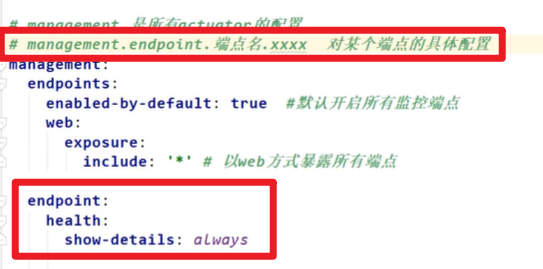 # management 是所有actuator的配置
# management.endpoint.端点名.xxxx 对某个端点的具体配置
management:
endpoints:
enabled-by-default: true #默认开启所有监控端点
web:
exposure:
include: '*' # 以web方式暴露所有端点
endpoint:
health:
show-details: always